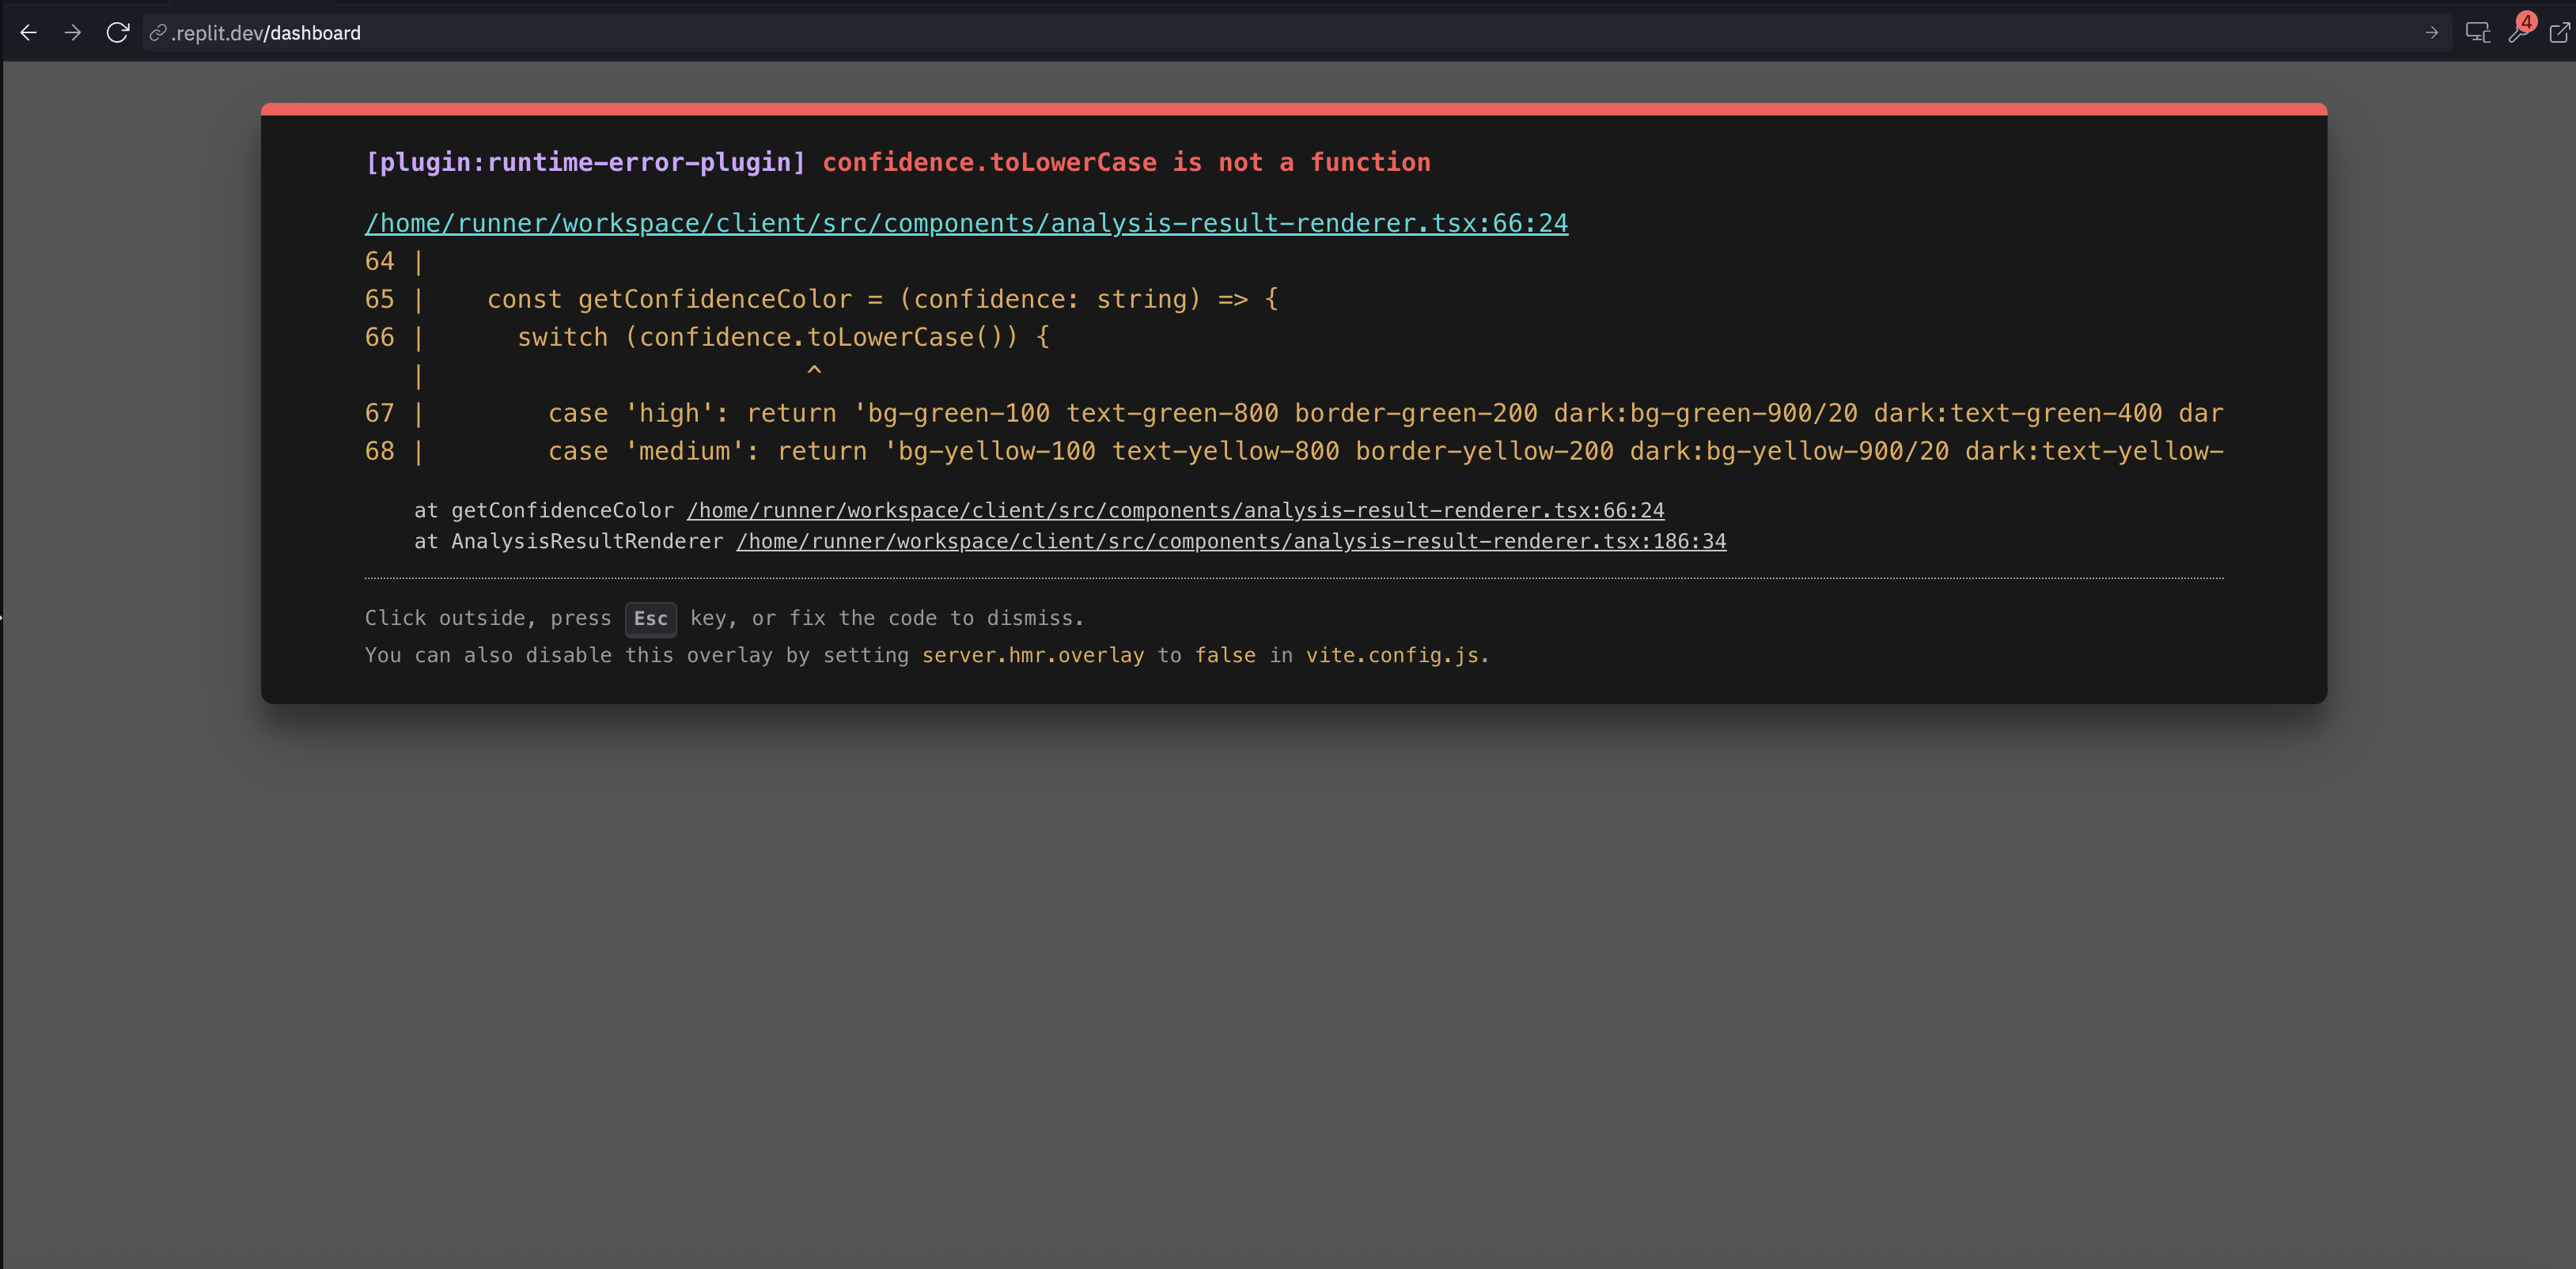 .replit.dev/dashboard
4
[plugin:runtime-error-plugin] confidence.toLowerCase is not a function
/home/runner/workspace/client/src/components/analysis-result-renderer.tsx:66:24
64 |
65 |    const getConfidenceColor = (confidence: string) => {
66 |      switch (confidence.toLowerCase()) {
   |                         ^
67 |        case 'high': return 'bg-green-100 text-green-800 border-green-200 dark:bg-green-900/20 dark:text-green-400 dar
68 |        case 'medium': return 'bg-yellow-100 text-yellow-800 border-yellow-200 dark:bg-yellow-900/20 dark:text-yellow-
at getConfidenceColor /home/runner/workspace/client/src/components/analysis-result-renderer.tsx:66:24
at AnalysisResultRenderer /home/runner/workspace/client/src/components/analysis-result-renderer.tsx:186:34
Click outside, press Esc key, or fix the code to dismiss.
You can also disable this overlay by setting server.hmr.overlay to false in vite.config.js.